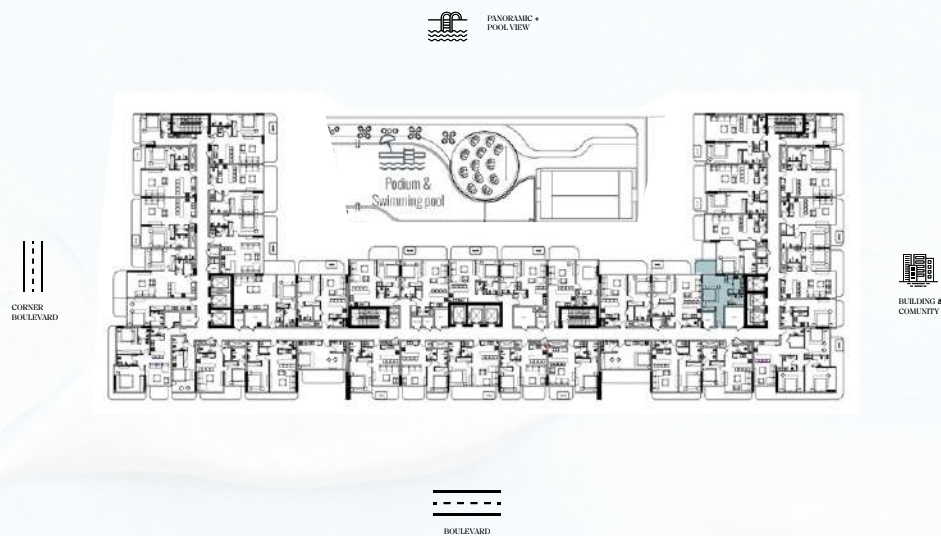 PANORAMIC +
POOL VIEW
Podium &
Swimming pool
CORNER
BOULEVARD
BUILDING &
COMUNITY
BOULEVARD